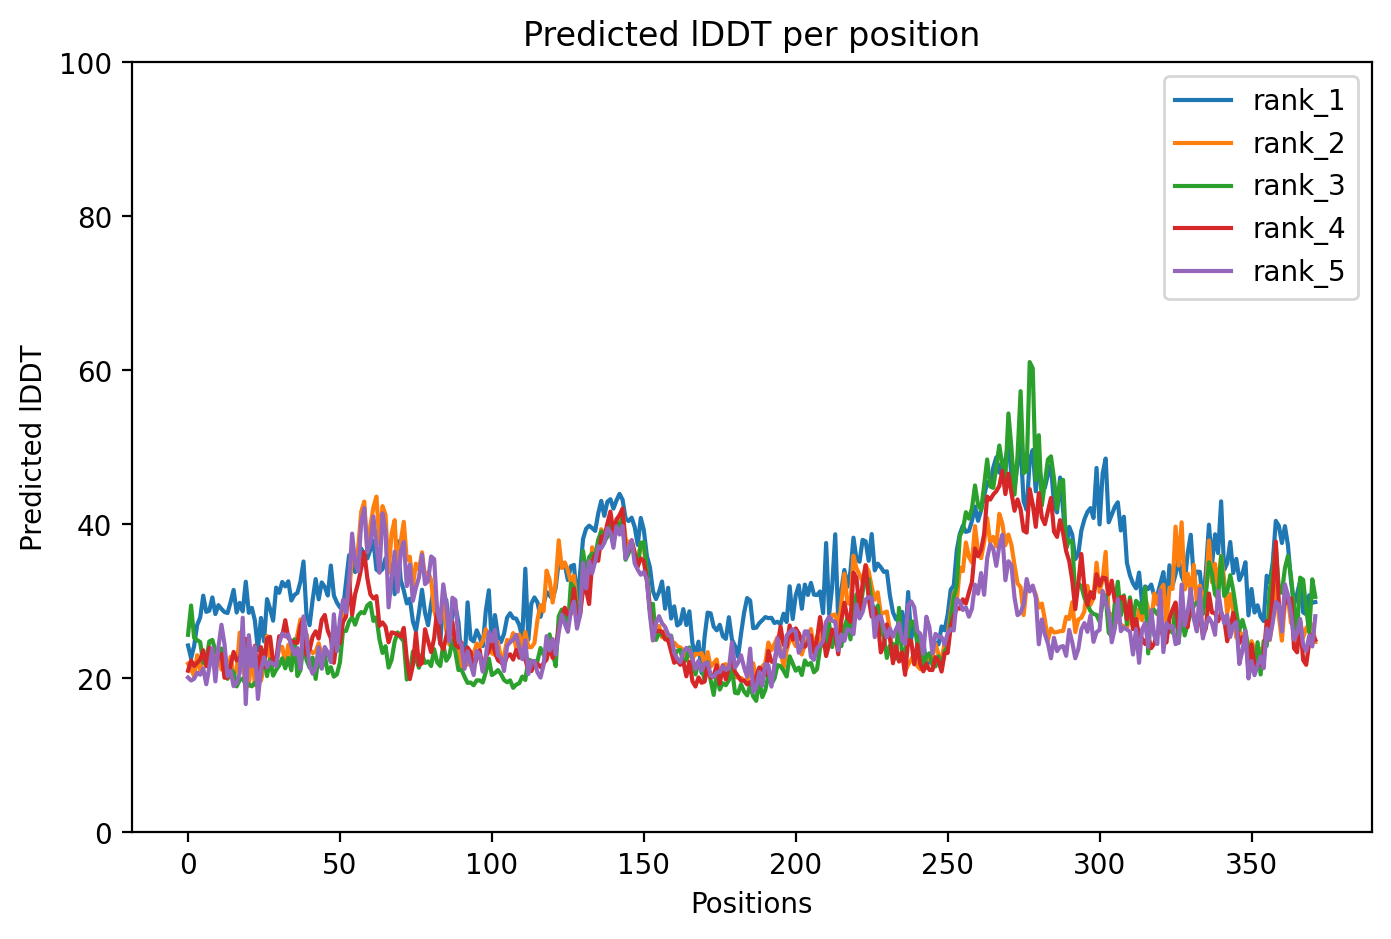 Predicted lDDT per position
100
80
60
40
20
0
Predicted lDDT
0 50 100 150 200 250 300 350
Positions
rank_1
rank_2
rank_3
rank_4
rank_5